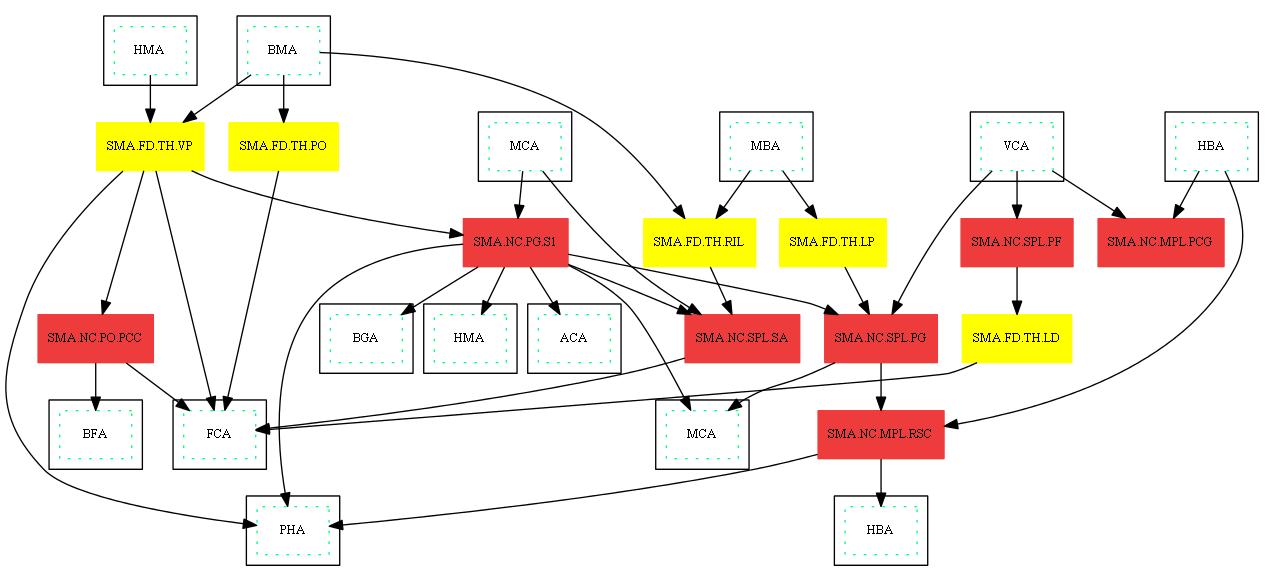 HMA
BMA
SMA.FD.TH.VP
SMA.FD.TH.PO
MCA
MBA
VCA
HBA
SMA.NC.PG.S1
SMA.FD.TH.RIL
SMA.FD.TH.LP
SMA.NC.SPL.PF
SMA.NC.MPL.PCG
SMA.NC.PO.PCC
BGA
HMA
ACA
SMA.NC.SPL.SA
SMA.NC.SPL.PG
SMA.FD.TH.LD
BFA
FCA
MCA
SMA.NC.MPL.RSC
PHA
HBA